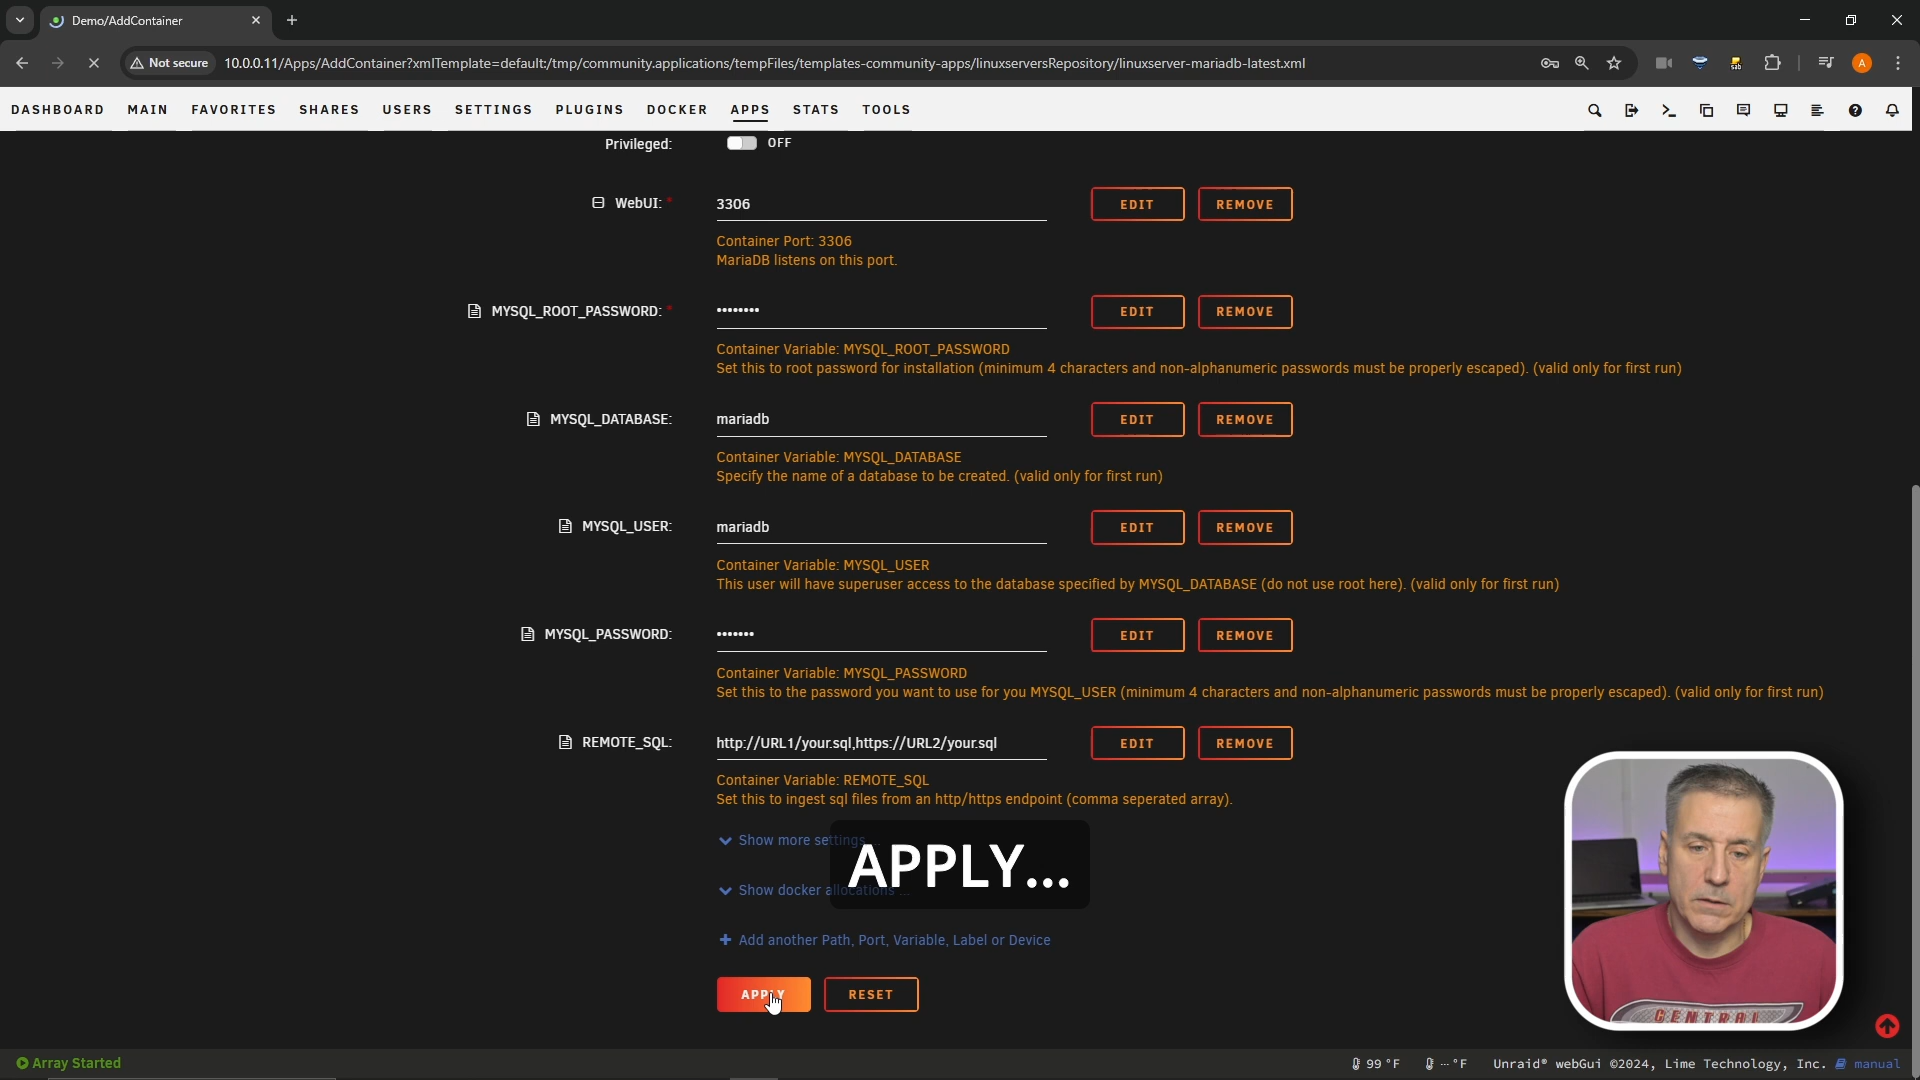 Demo/AddContainer
Not secure
10.0.0.11/Apps/AddContainer?xmlTemplate=default:/tmp/community.applications/tempFiles/templates-community-apps/linuxserversRepository/linuxserver-mariadb-latest.xml
sab
A
DASHBOARD MAIN FAVORITES SHARES USERS SETTINGS PLUGINS DOCKER APPS STATS TOOLS
Privileged: OFF
WebUI: * 3306 EDIT REMOVE
Container Port: 3306
MariaDB listens on this port.
MYSQL_ROOT_PASSWORD: * •••••••• EDIT REMOVE
Container Variable: MYSQL_ROOT_PASSWORD
Set this to root password for installation (minimum 4 characters and non-alphanumeric passwords must be properly escaped). (valid only for first run)
MYSQL_DATABASE: mariadb EDIT REMOVE
Container Variable: MYSQL_DATABASE
Specify the name of a database to be created. (valid only for first run)
MYSQL_USER: mariadb EDIT REMOVE
Container Variable: MYSQL_USER
This user will have superuser access to the database specified by MYSQL_DATABASE (do not use root here). (valid only for first run)
MYSQL_PASSWORD: ••••••• EDIT REMOVE
Container Variable: MYSQL_PASSWORD
Set this to the password you want to use for you MYSQL_USER (minimum 4 characters and non-alphanumeric passwords must be properly escaped). (valid only for first run)
REMOTE_SQL: http://URL1/your.sql,https://URL2/your.sql EDIT REMOVE
Container Variable: REMOTE_SQL
Set this to ingest sql files from an http/https endpoint (comma seperated array).
Show more settings ...
APPLY...
Show docker allocations ...
Add another Path, Port, Variable, Label or Device
APPLY RESET
CENTRAL
Array Started
99 °F --- °F Unraid® webGui ©2024, Lime Technology, Inc. manual